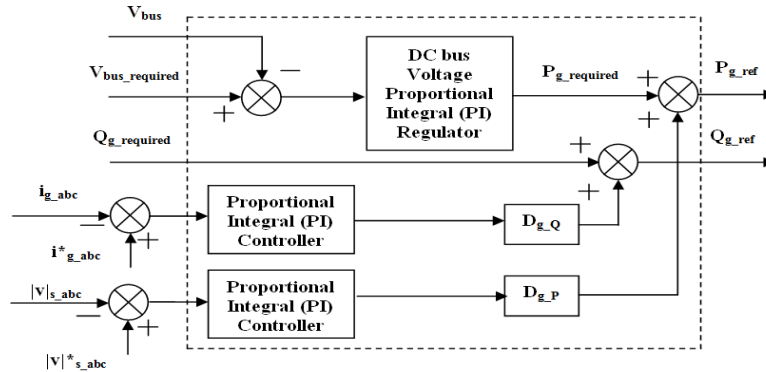 V_bus
V_bus_required
Q_g_required
DC bus
Voltage
Proportional
Integral (PI)
Regulator
P_g_required
P_g_ref
Q_g_ref
i_g_abc
i*_g_abc
Proportional
Integral (PI)
Controller
D_g_Q
|v|_s_abc
|v|*_s_abc
Proportional
Integral (PI)
Controller
D_g_P